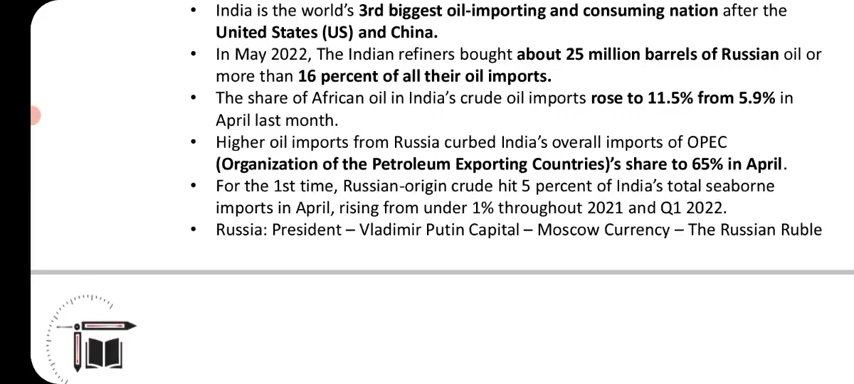 • India is the world's 3rd biggest oil-importing and consuming nation after the
United States (US) and China.
• In May 2022, The Indian refiners bought about 25 million barrels of Russian oil or
more than 16 percent of all their oil imports.
• The share of African oil in India's crude oil imports rose to 11.5% from 5.9% in
April last month.
• Higher oil imports from Russia curbed India's overall imports of OPEC
(Organization of the Petroleum Exporting Countries)'s share to 65% in April.
• For the 1st time, Russian-origin crude hit 5 percent of India's total seaborne
imports in April, rising from under 1% throughout 2021 and Q1 2022.
• Russia: President – Vladimir Putin Capital – Moscow Currency – The Russian Ruble